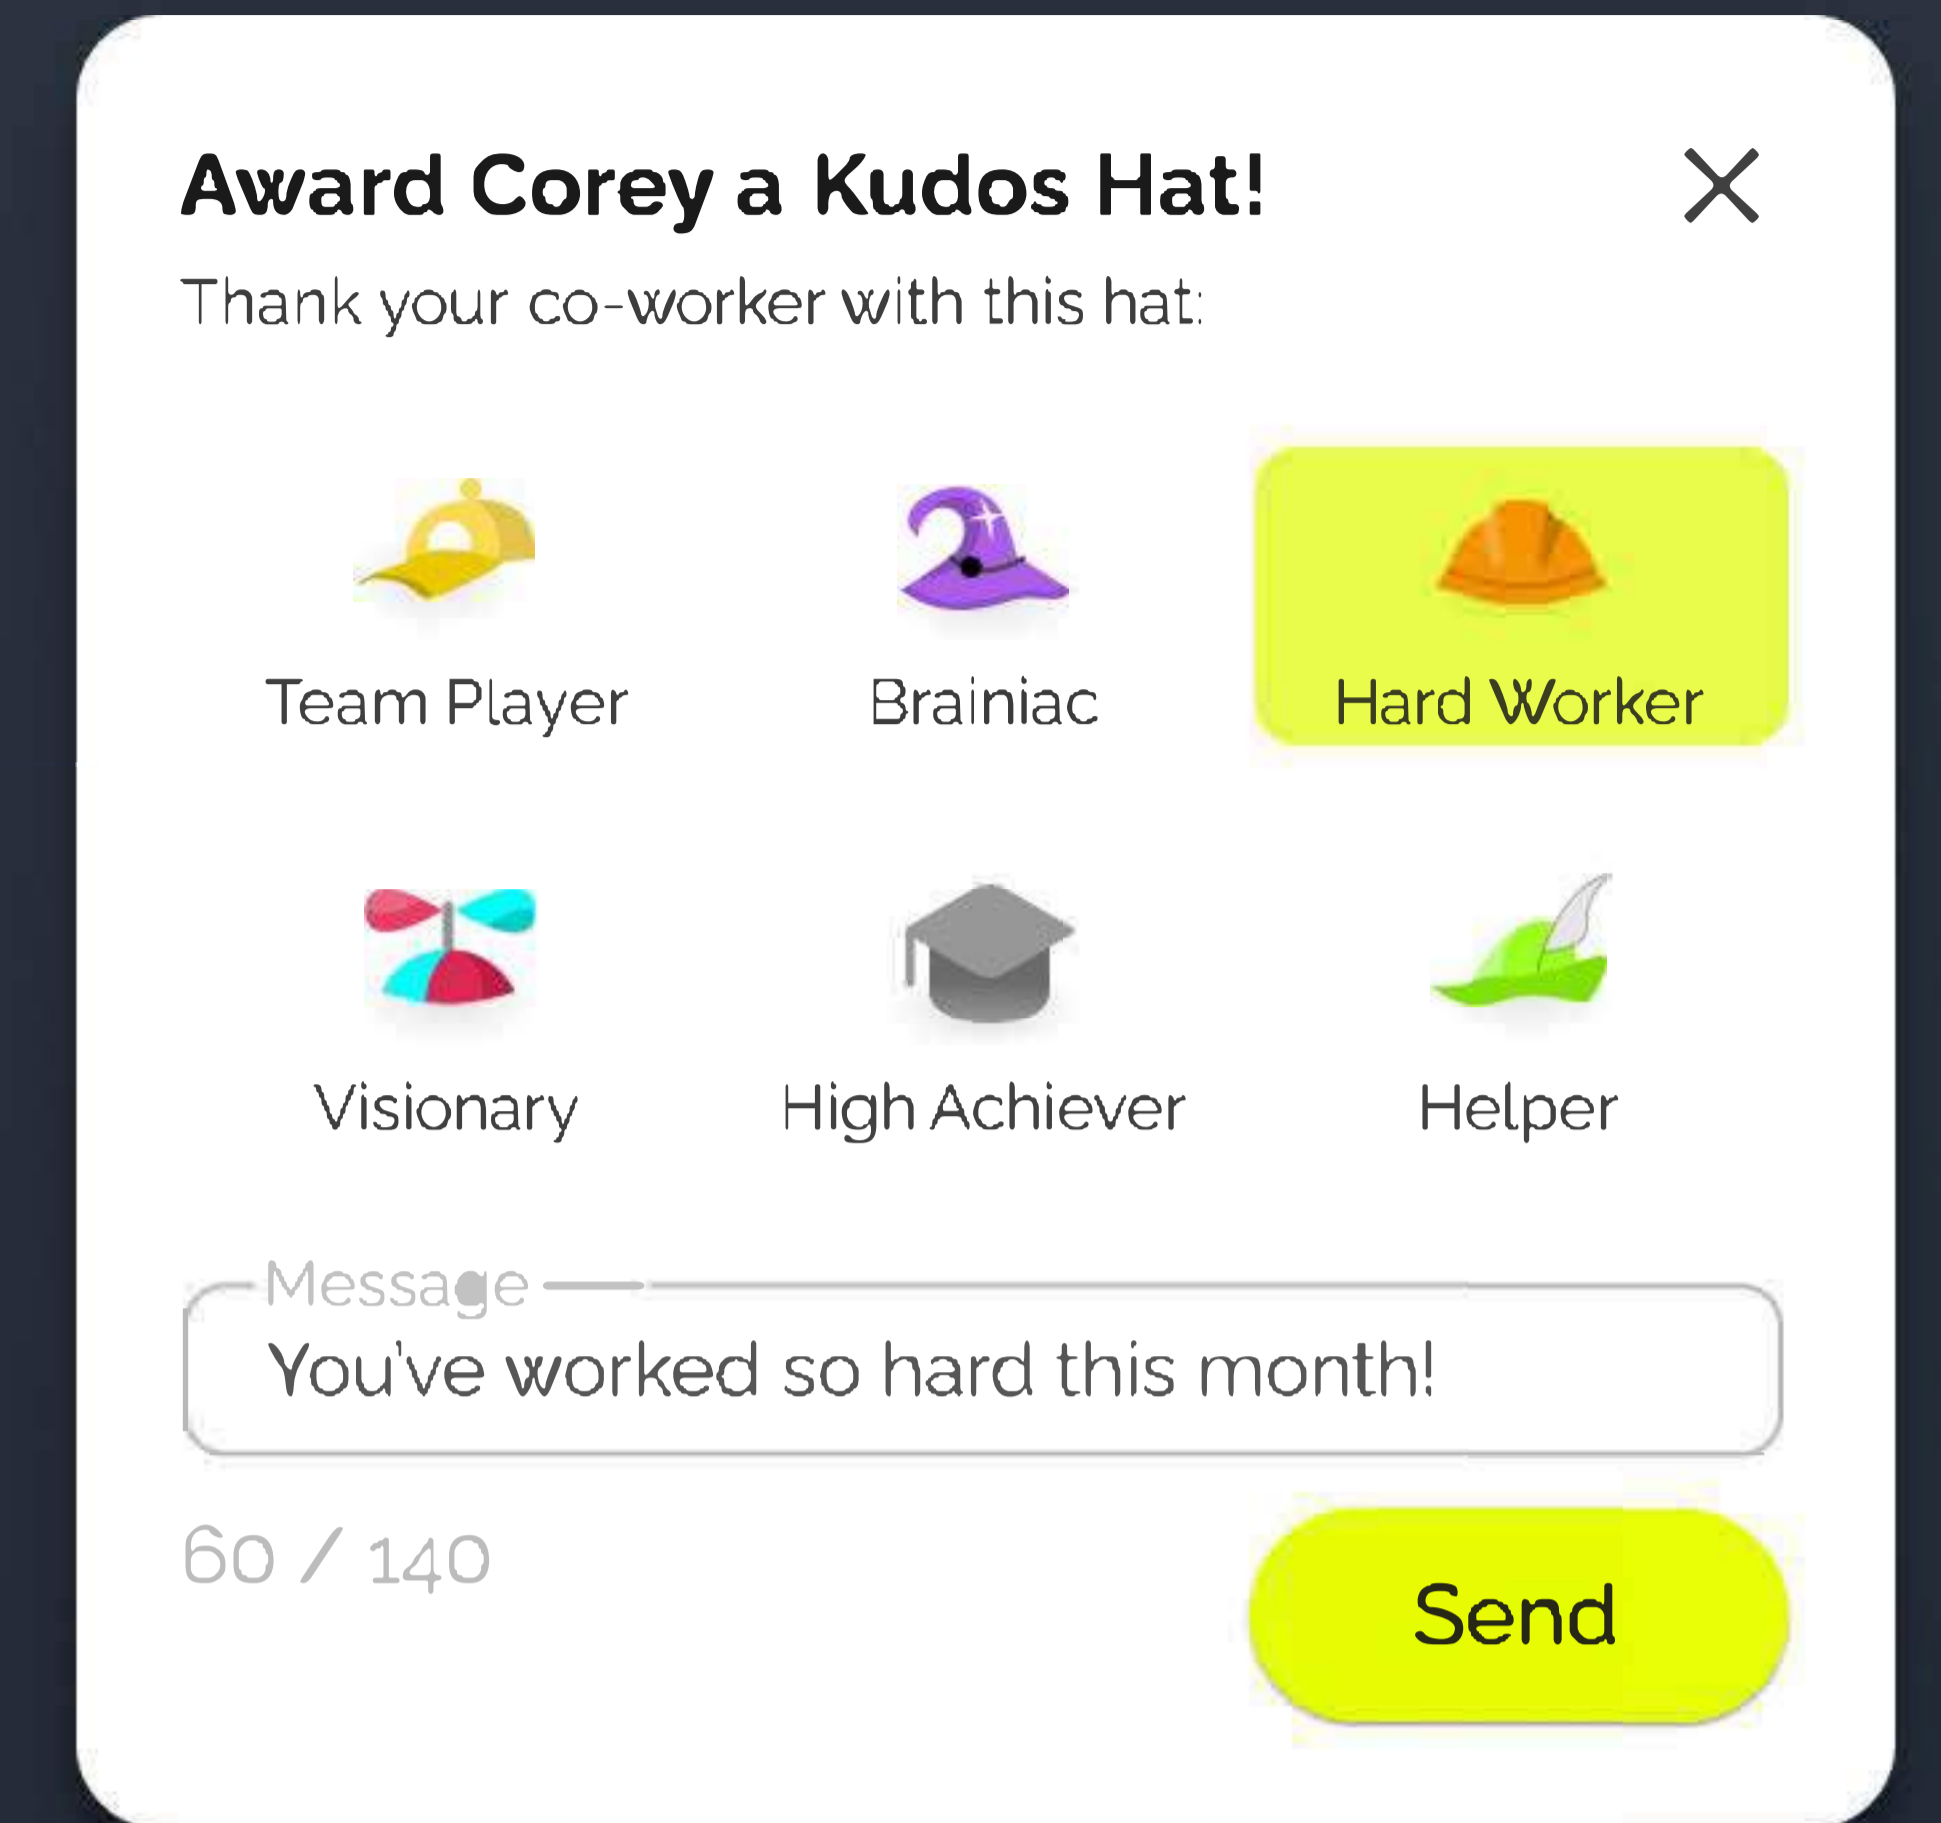 Award Corey a Kudos Hat!
Thank your co-worker with this hat:
Team Player
Brainiac
Hard Worker
Visionary
High Achiever
Helper
Message
You've worked so hard this month!
60 / 140
Send